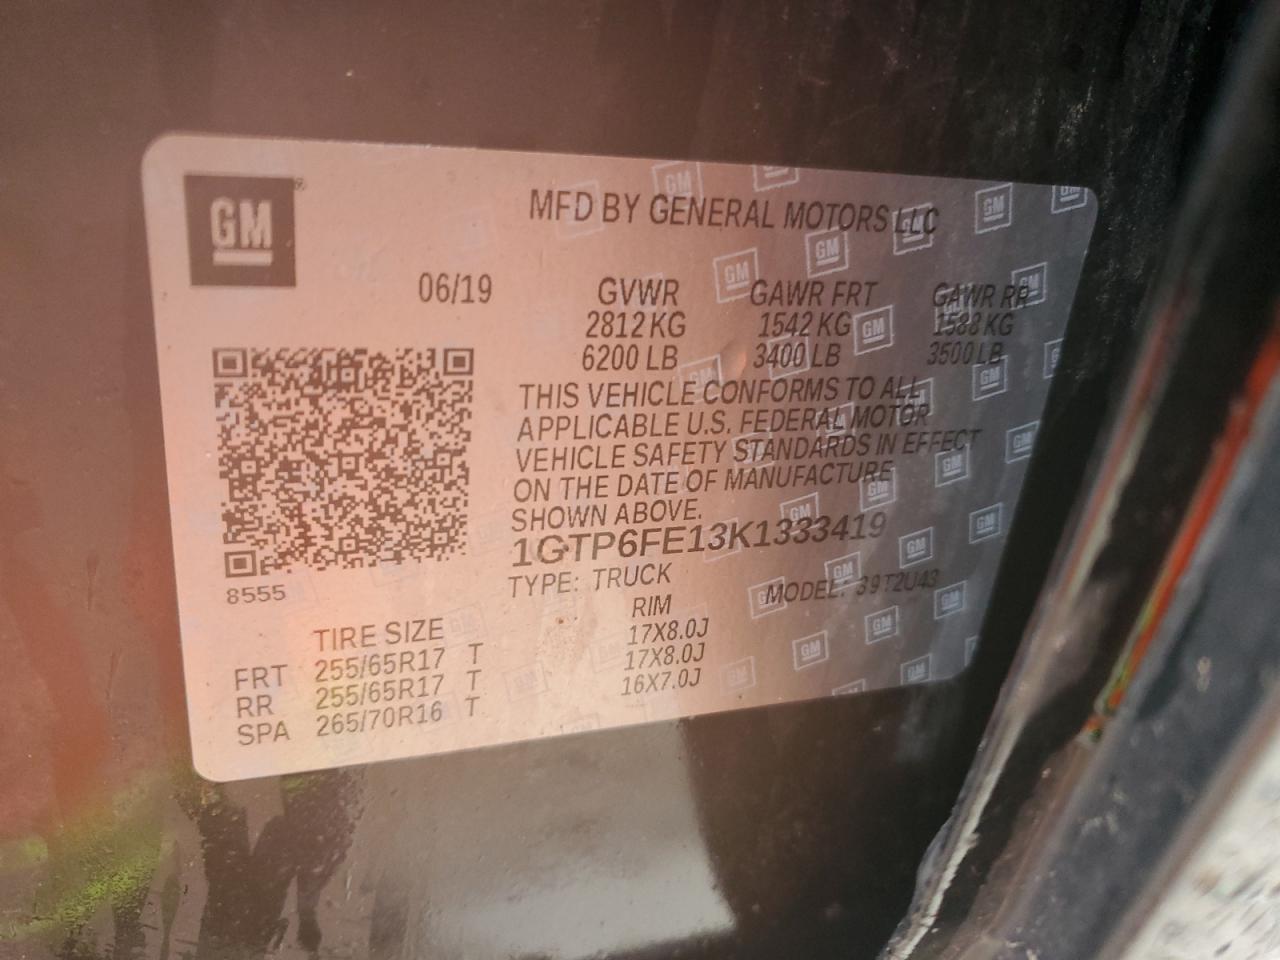 GM
MFD BY GENERAL MOTORS LLC
06/19
GVWR GAWR FRT GAWR RR
2812 KG 1542 KG 1588 KG
6200 LB 3400 LB 3500 LB
THIS VEHICLE CONFORMS TO ALL
APPLICABLE U.S. FEDERAL MOTOR
VEHICLE SAFETY STANDARDS IN EFFECT
ON THE DATE OF MANUFACTURE
SHOWN ABOVE.
1GTP6FE13K1333419
TYPE: TRUCK MODEL: 39T2U43
8555
TIRE SIZE RIM
FRT 255/65R17 T 17X8.0J
RR 255/65R17 T 17X8.0J
SPA 265/70R16 T 16X7.0J